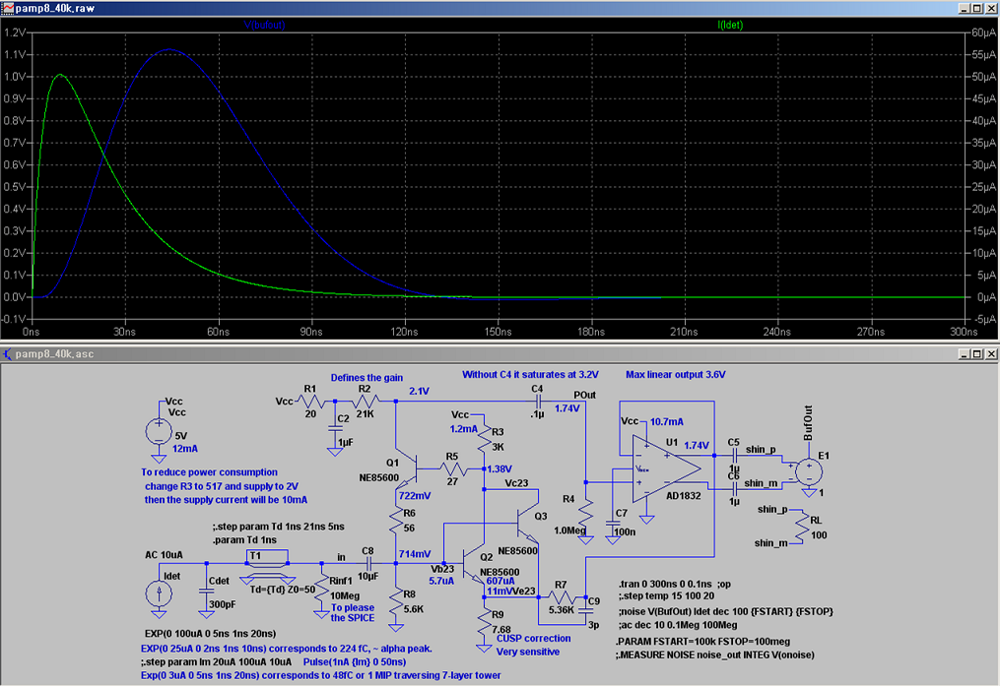 pamp8_40k.raw
V(bufout) I(Idet)
1.2V 60µA
1.1V 55µA
1.0V 50µA
0.9V 45µA
0.8V 40µA
0.7V 35µA
0.6V 30µA
0.5V 25µA
0.4V 20µA
0.3V 15µA
0.2V 10µA
0.1V 5µA
0.0V 0µA
-0.1V -5µA
0ns 30ns 60ns 90ns 120ns 150ns 180ns 210ns 240ns 270ns 300ns
pamp8_40k.asc
Defines the gain
Without C4 it saturates at 3.2V
Max linear output 3.6V
Vcc
Vcc
5V
12mA
Vcc
R1
20
R2
21K
2.1V
C2
1µF
C4
.1µ
1.74V
POut
Vcc
1.2mA
R3
3K
Vcc
10.7mA
U1
1.74V
AD1832
C5
1µ
shin_p
C6
1µ
shin_m
BufOut
E1
1
shin_p
RL
100
shin_m
To reduce power consumption
change R3 to 517 and supply to 2V
then the supply current will be 10mA
Q1
NE85600
R5
27
1.38V
722mV
Vc23
R6
56
Q3
NE85600
R4
1.0Meg
C7
100n
;.step param Td 1ns 21ns 5ns
.param Td 1ns
AC 10uA
Idet
Cdet
300pF
T1
Td={Td} Z0=50
in
Rinf1
10Meg
To please
the SPICE
C8
10µF
714mV
Vb23
5.7uA
Q2
NE85600
607uA
11mV
Ve23
R8
5.6K
R9
7.68
R7
5.36K
C9
3p
CUSP correction
Very sensitive
.tran 0 300ns 0 0.1ns ;op
;.step temp 15 100 20
;noise V(BufOut) Idet dec 100 {FSTART} {FSTOP}
;ac dec 10 0.1Meg 100Meg
.PARAM FSTART=100k FSTOP=100meg
;.MEASURE NOISE noise_out INTEG V(onoise)
EXP(0 100uA 0 5ns 1ns 20ns)
EXP(0 25uA 0 2ns 1ns 10ns) corresponds to 224 fC, ~ alpha peak.
;.step param Im 20uA 100uA 10uA Pulse(1nA {Im} 0 50ns)
Exp(0 3uA 0 5ns 1ns 20ns) corresponds to 48fC or 1 MIP traversing 7-layer tower